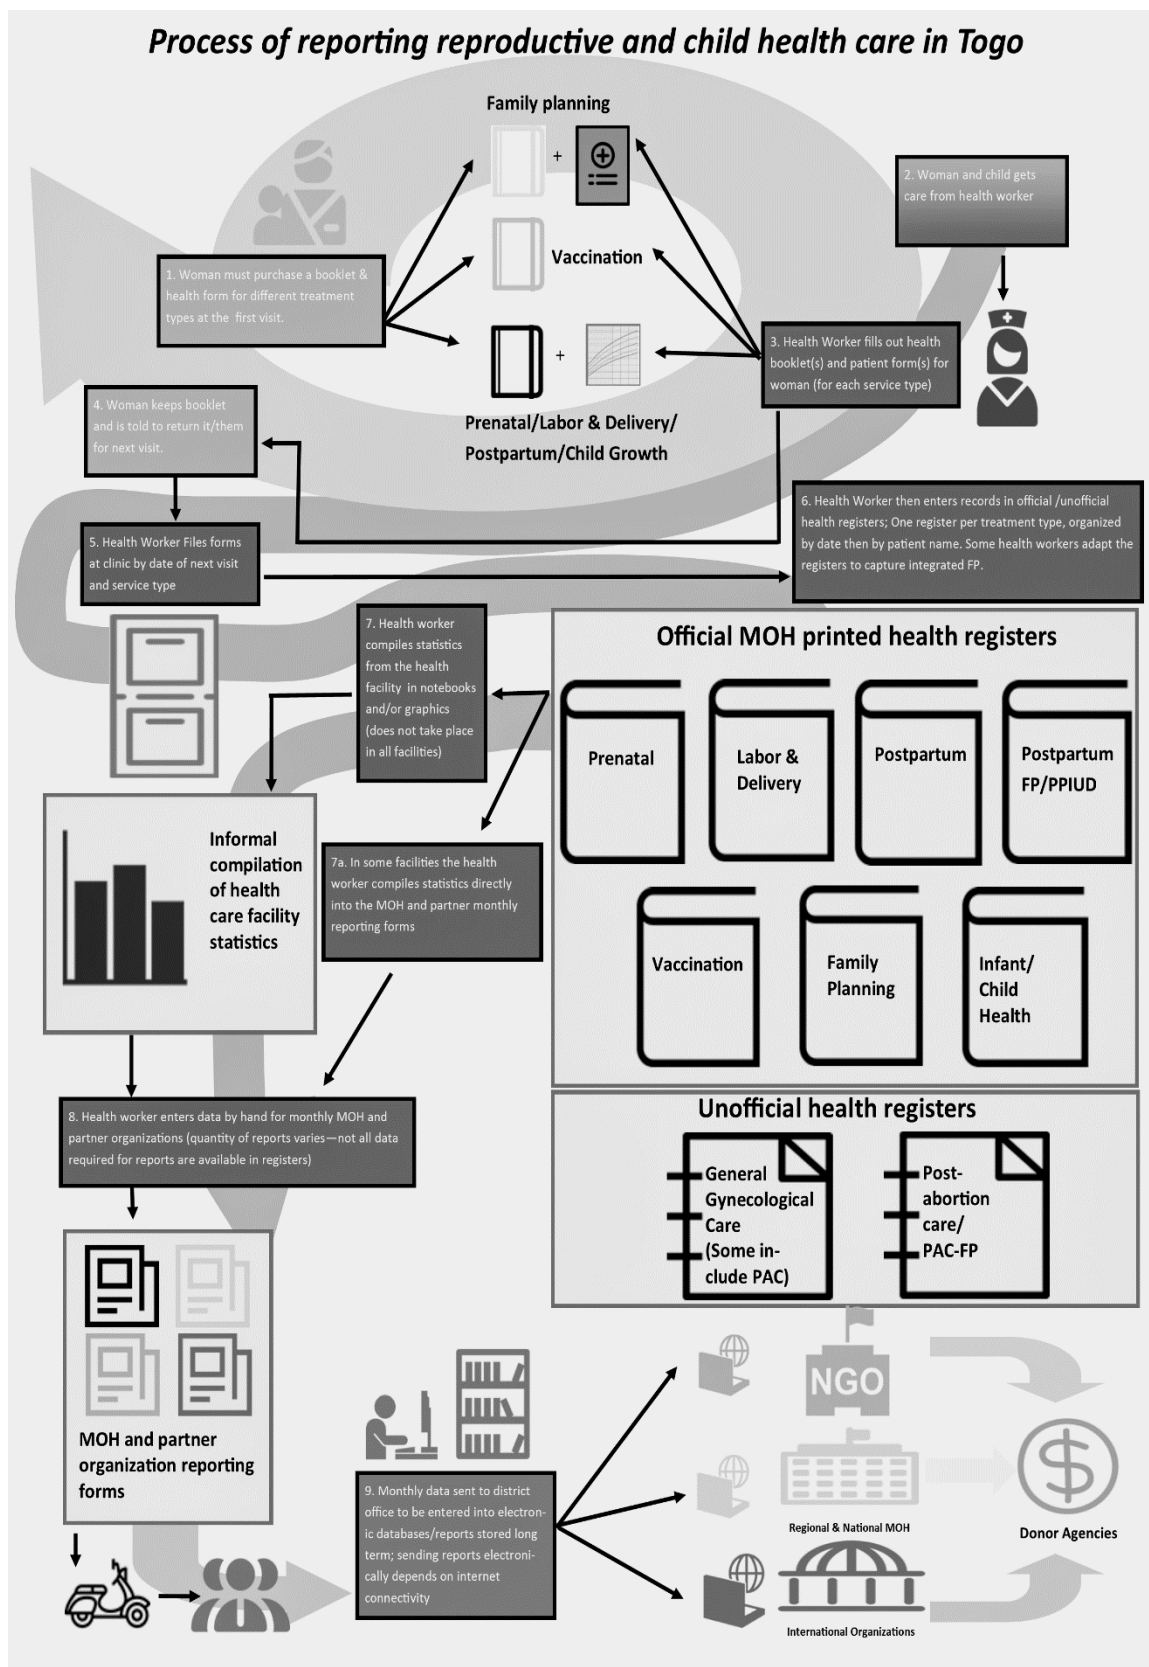 Process of reporting reproductive and child health care in Togo
Family planning
+
Vaccination
+
Prenatal/Labor & Delivery/
Postpartum/Child Growth
1. Woman must purchase a booklet &
health form for different treatment
types at the first visit.
2. Woman and child gets
care from health worker
3. Health Worker fills out health
booklet(s) and patient form(s) for
woman (for each service type)
4. Woman keeps booklet
and is told to return it/them
for next visit.
5. Health Worker Files forms
at clinic by date of next visit
and service type
6. Health Worker then enters records in official /unofficial
health registers; One register per treatment type, organized
by date then by patient name. Some health workers adapt the
registers to capture integrated FP.
7. Health worker
compiles statistics
from the health
facility in notebooks
and/or graphics
(does not take place
in all facilities)
Official MOH printed health registers
Prenatal
Labor &
Delivery
Postpartum
Postpartum
FP/PPIUD
Vaccination
Family
Planning
Infant/
Child
Health
Informal
compilation
of health
care facility
statistics
7a. In some facilities the health
worker compiles statistics directly
into the MOH and partner monthly
reporting forms
8. Health worker enters data by hand for monthly MOH and
partner organizations (quantity of reports varies—not all data
required for reports are available in registers)
Unofficial health registers
General
Gynecological
Care
(Some in-
clude PAC)
Post-
abortion
care/
PAC-FP
MOH and partner
organization reporting
forms
9. Monthly data sent to district
office to be entered into electron-
ic databases/reports stored long
term; sending reports electroni-
cally depends on internet
connectivity
NGO
Regional & National MOH
International Organizations
$
Donor Agencies